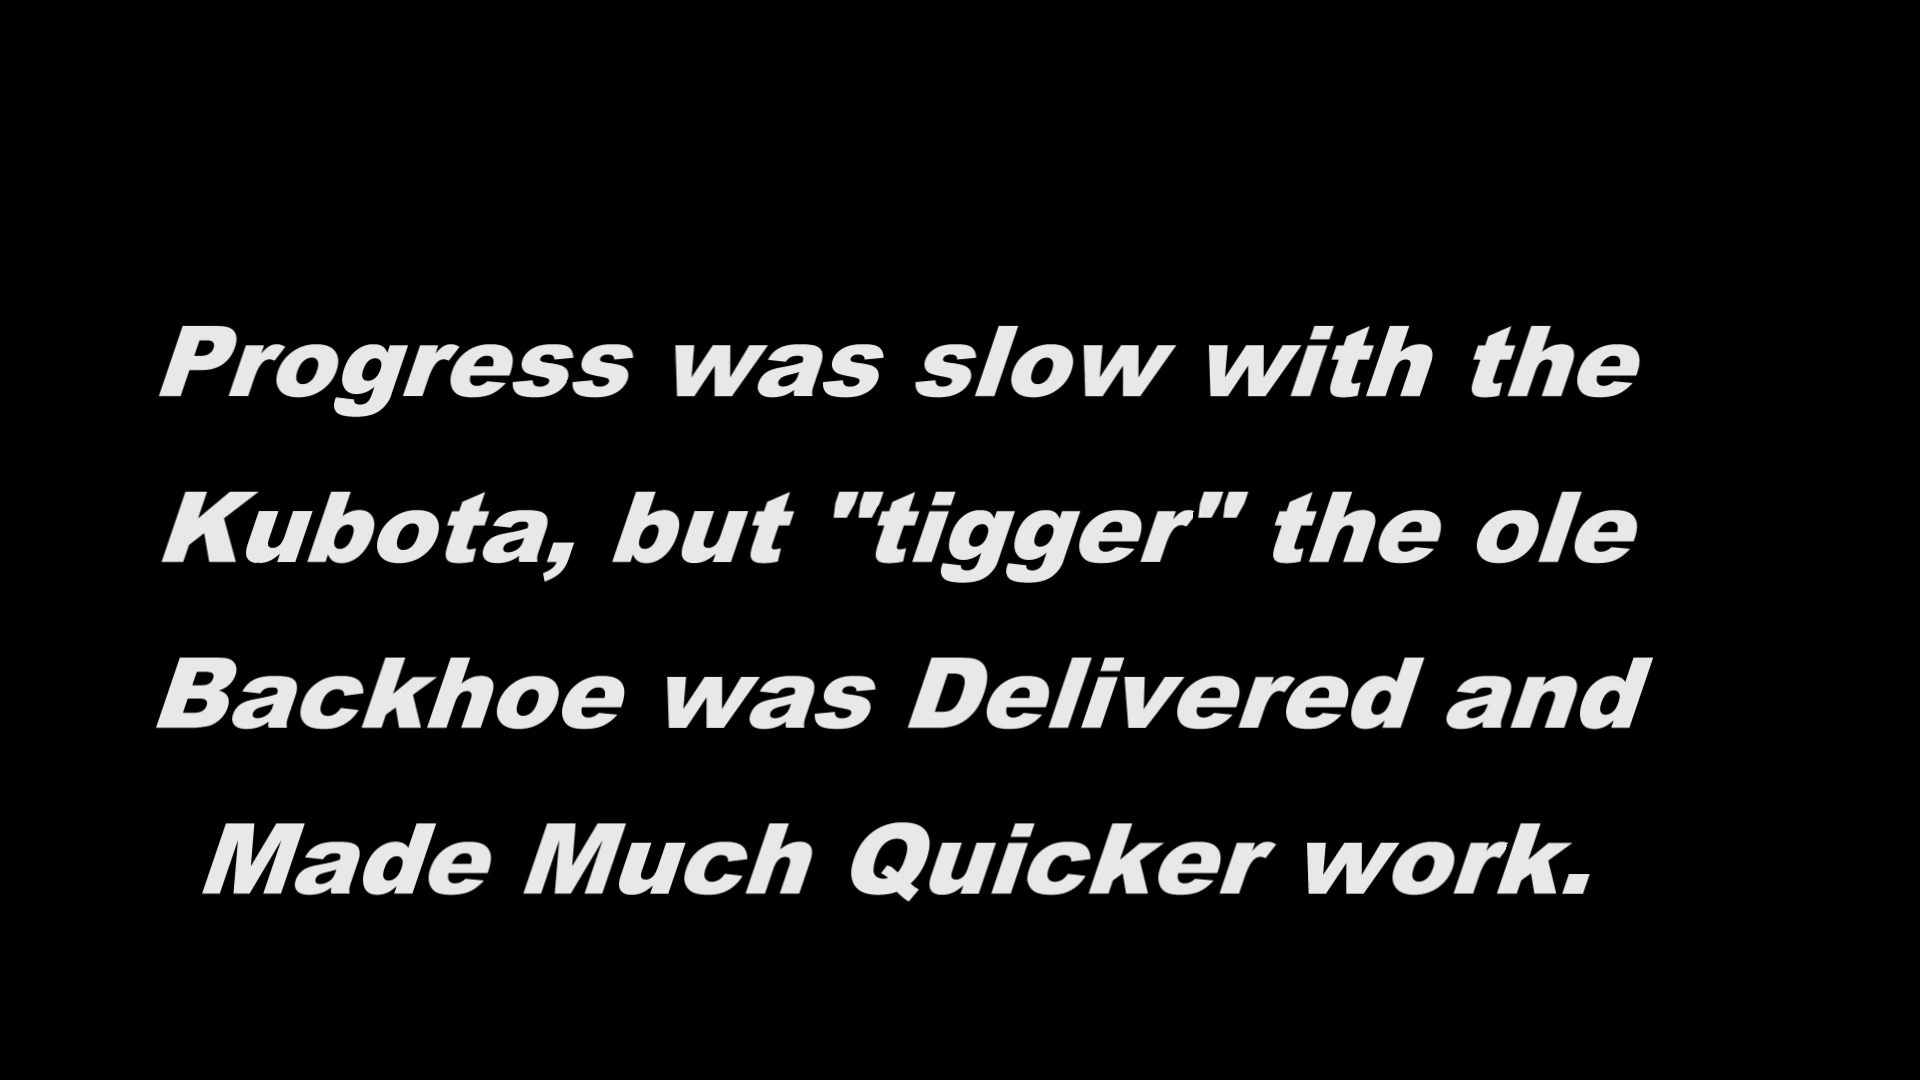 Progress was slow with the
Kubota, but "tigger" the ole
Backhoe was Delivered and
Made Much Quicker work.